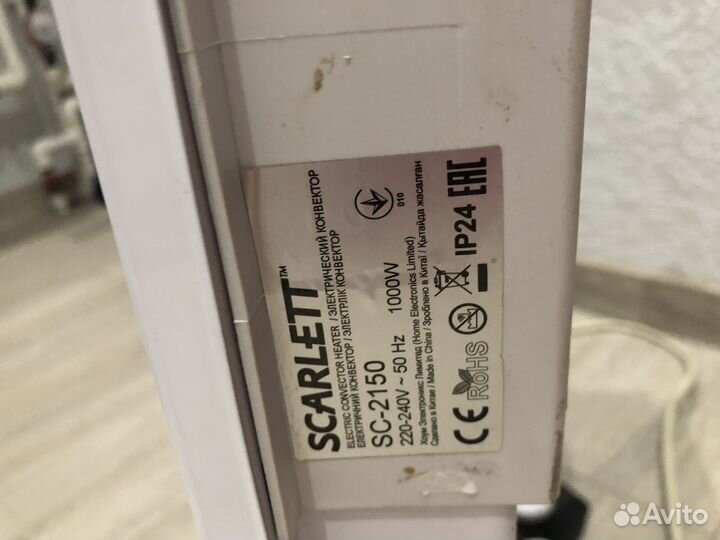 SCARLETT™
ELECTRIC CONVECTOR HEATER / ЭЛЕКТРИЧЕСКИЙ КОНВЕКТОР
ЕЛЕКТРИЧНИЙ КОНВЕКТОР / ЭЛЕКТРЛІК КОНВЕКТОР
SC-2150
220-240V ~ 50 Hz 1000W
010
Хоум Электроникс Лимитед (Home Electronics Limited)
Сделано в Китае / Made in China / Зроблено в Китаї / Қытайда жасалған
CE RoHS IP24 EAC
Avito